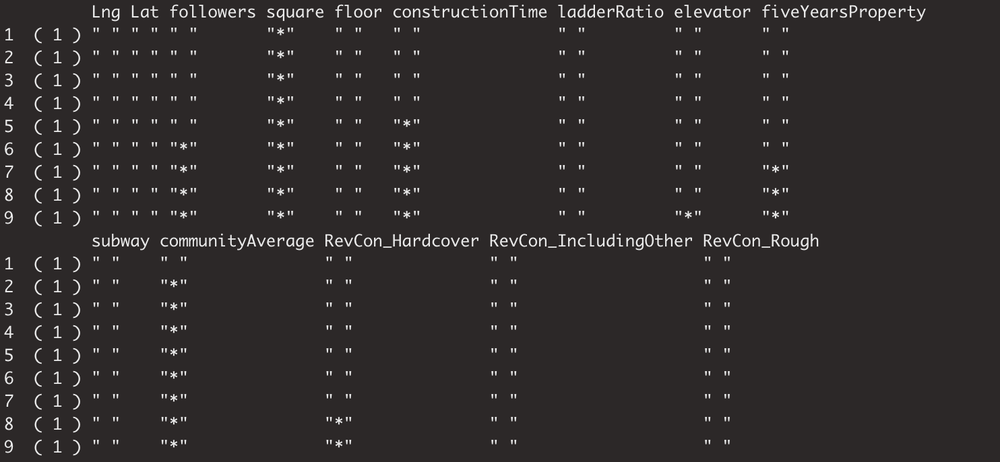 Lng Lat followers square floor constructionTime ladderRatio elevator fiveYearsProperty
1  ( 1 ) " " " " " "       "*"    " "   " "              " "         " "      " "
2  ( 1 ) " " " " " "       "*"    " "   " "              " "         " "      " "
3  ( 1 ) " " " " " "       "*"    " "   " "              " "         " "      " "
4  ( 1 ) " " " " " "       "*"    " "   " "              " "         " "      " "
5  ( 1 ) " " " " " "       "*"    " "   "*"              " "         " "      " "
6  ( 1 ) " " " " "*"       "*"    " "   "*"              " "         " "      " "
7  ( 1 ) " " " " "*"       "*"    " "   "*"              " "         " "      "*"
8  ( 1 ) " " " " "*"       "*"    " "   "*"              " "         " "      "*"
9  ( 1 ) " " " " "*"       "*"    " "   "*"              " "         "*"      "*"
         subway communityAverage RevCon_Hardcover RevCon_IncludingOther RevCon_Rough
1  ( 1 ) " "    " "              " "              " "                   " "
2  ( 1 ) " "    "*"              " "              " "                   " "
3  ( 1 ) " "    "*"              " "              " "                   " "
4  ( 1 ) " "    "*"              " "              " "                   " "
5  ( 1 ) " "    "*"              " "              " "                   " "
6  ( 1 ) " "    "*"              " "              " "                   " "
7  ( 1 ) " "    "*"              " "              " "                   " "
8  ( 1 ) " "    "*"              "*"              " "                   " "
9  ( 1 ) " "    "*"              "*"              " "                   " "